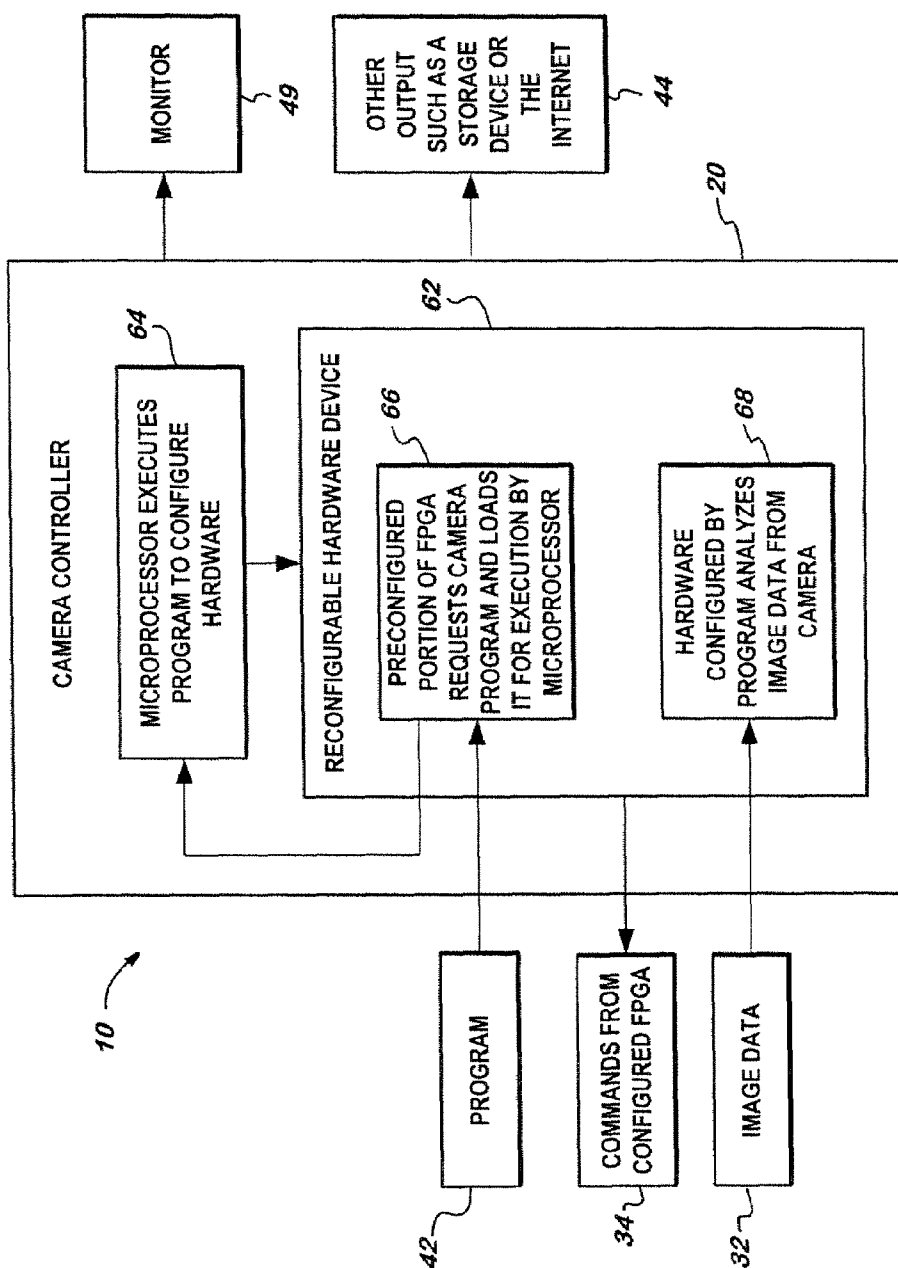 10
CAMERA CONTROLLER
20
64
MICROPROCESSOR EXECUTES
PROGRAM TO CONFIGURE
HARDWARE
62
RECONFIGURABLE HARDWARE DEVICE
66
PRECONFIGURED
PORTION OF FPGA
REQUESTS CAMERA
PROGRAM AND LOADS
IT FOR EXECUTION BY
MICROPROCESSOR
68
HARDWARE
CONFIGURED BY
PROGRAM ANALYZES
IMAGE DATA FROM
CAMERA
MONITOR
49
OTHER
OUTPUT
SUCH AS A
STORAGE
DEVICE OR
THE
INTERNET
44
PROGRAM
42
COMMANDS FROM
CONFIGURED FPGA
34
IMAGE DATA
32